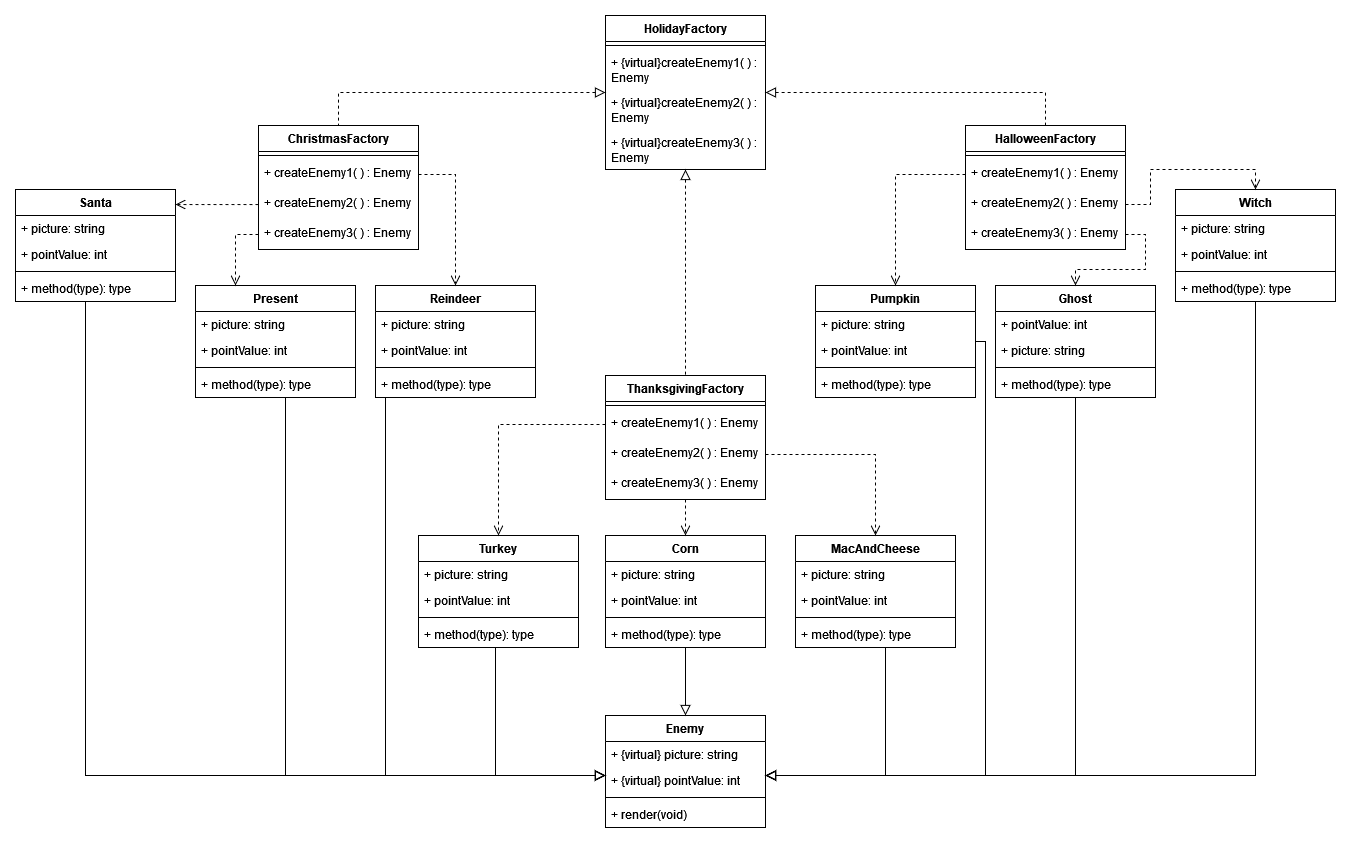 HolidayFactory
+ {virtual}createEnemy1( ) :
Enemy
+ {virtual}createEnemy2( ) :
Enemy
+ {virtual}createEnemy3( ) :
Enemy
ChristmasFactory
+ createEnemy1( ) : Enemy
+ createEnemy2( ) : Enemy
+ createEnemy3( ) : Enemy
HalloweenFactory
+ createEnemy1( ) : Enemy
+ createEnemy2( ) : Enemy
+ createEnemy3( ) : Enemy
Santa
+ picture: string
+ pointValue: int
+ method(type): type
Witch
+ picture: string
+ pointValue: int
+ method(type): type
Present
+ picture: string
+ pointValue: int
+ method(type): type
Reindeer
+ picture: string
+ pointValue: int
+ method(type): type
Pumpkin
+ picture: string
+ pointValue: int
+ method(type): type
Ghost
+ pointValue: int
+ picture: string
+ method(type): type
ThanksgivingFactory
+ createEnemy1( ) : Enemy
+ createEnemy2( ) : Enemy
+ createEnemy3( ) : Enemy
Turkey
+ picture: string
+ pointValue: int
+ method(type): type
Corn
+ picture: string
+ pointValue: int
+ method(type): type
MacAndCheese
+ picture: string
+ pointValue: int
+ method(type): type
Enemy
+ {virtual} picture: string
+ {virtual} pointValue: int
+ render(void)